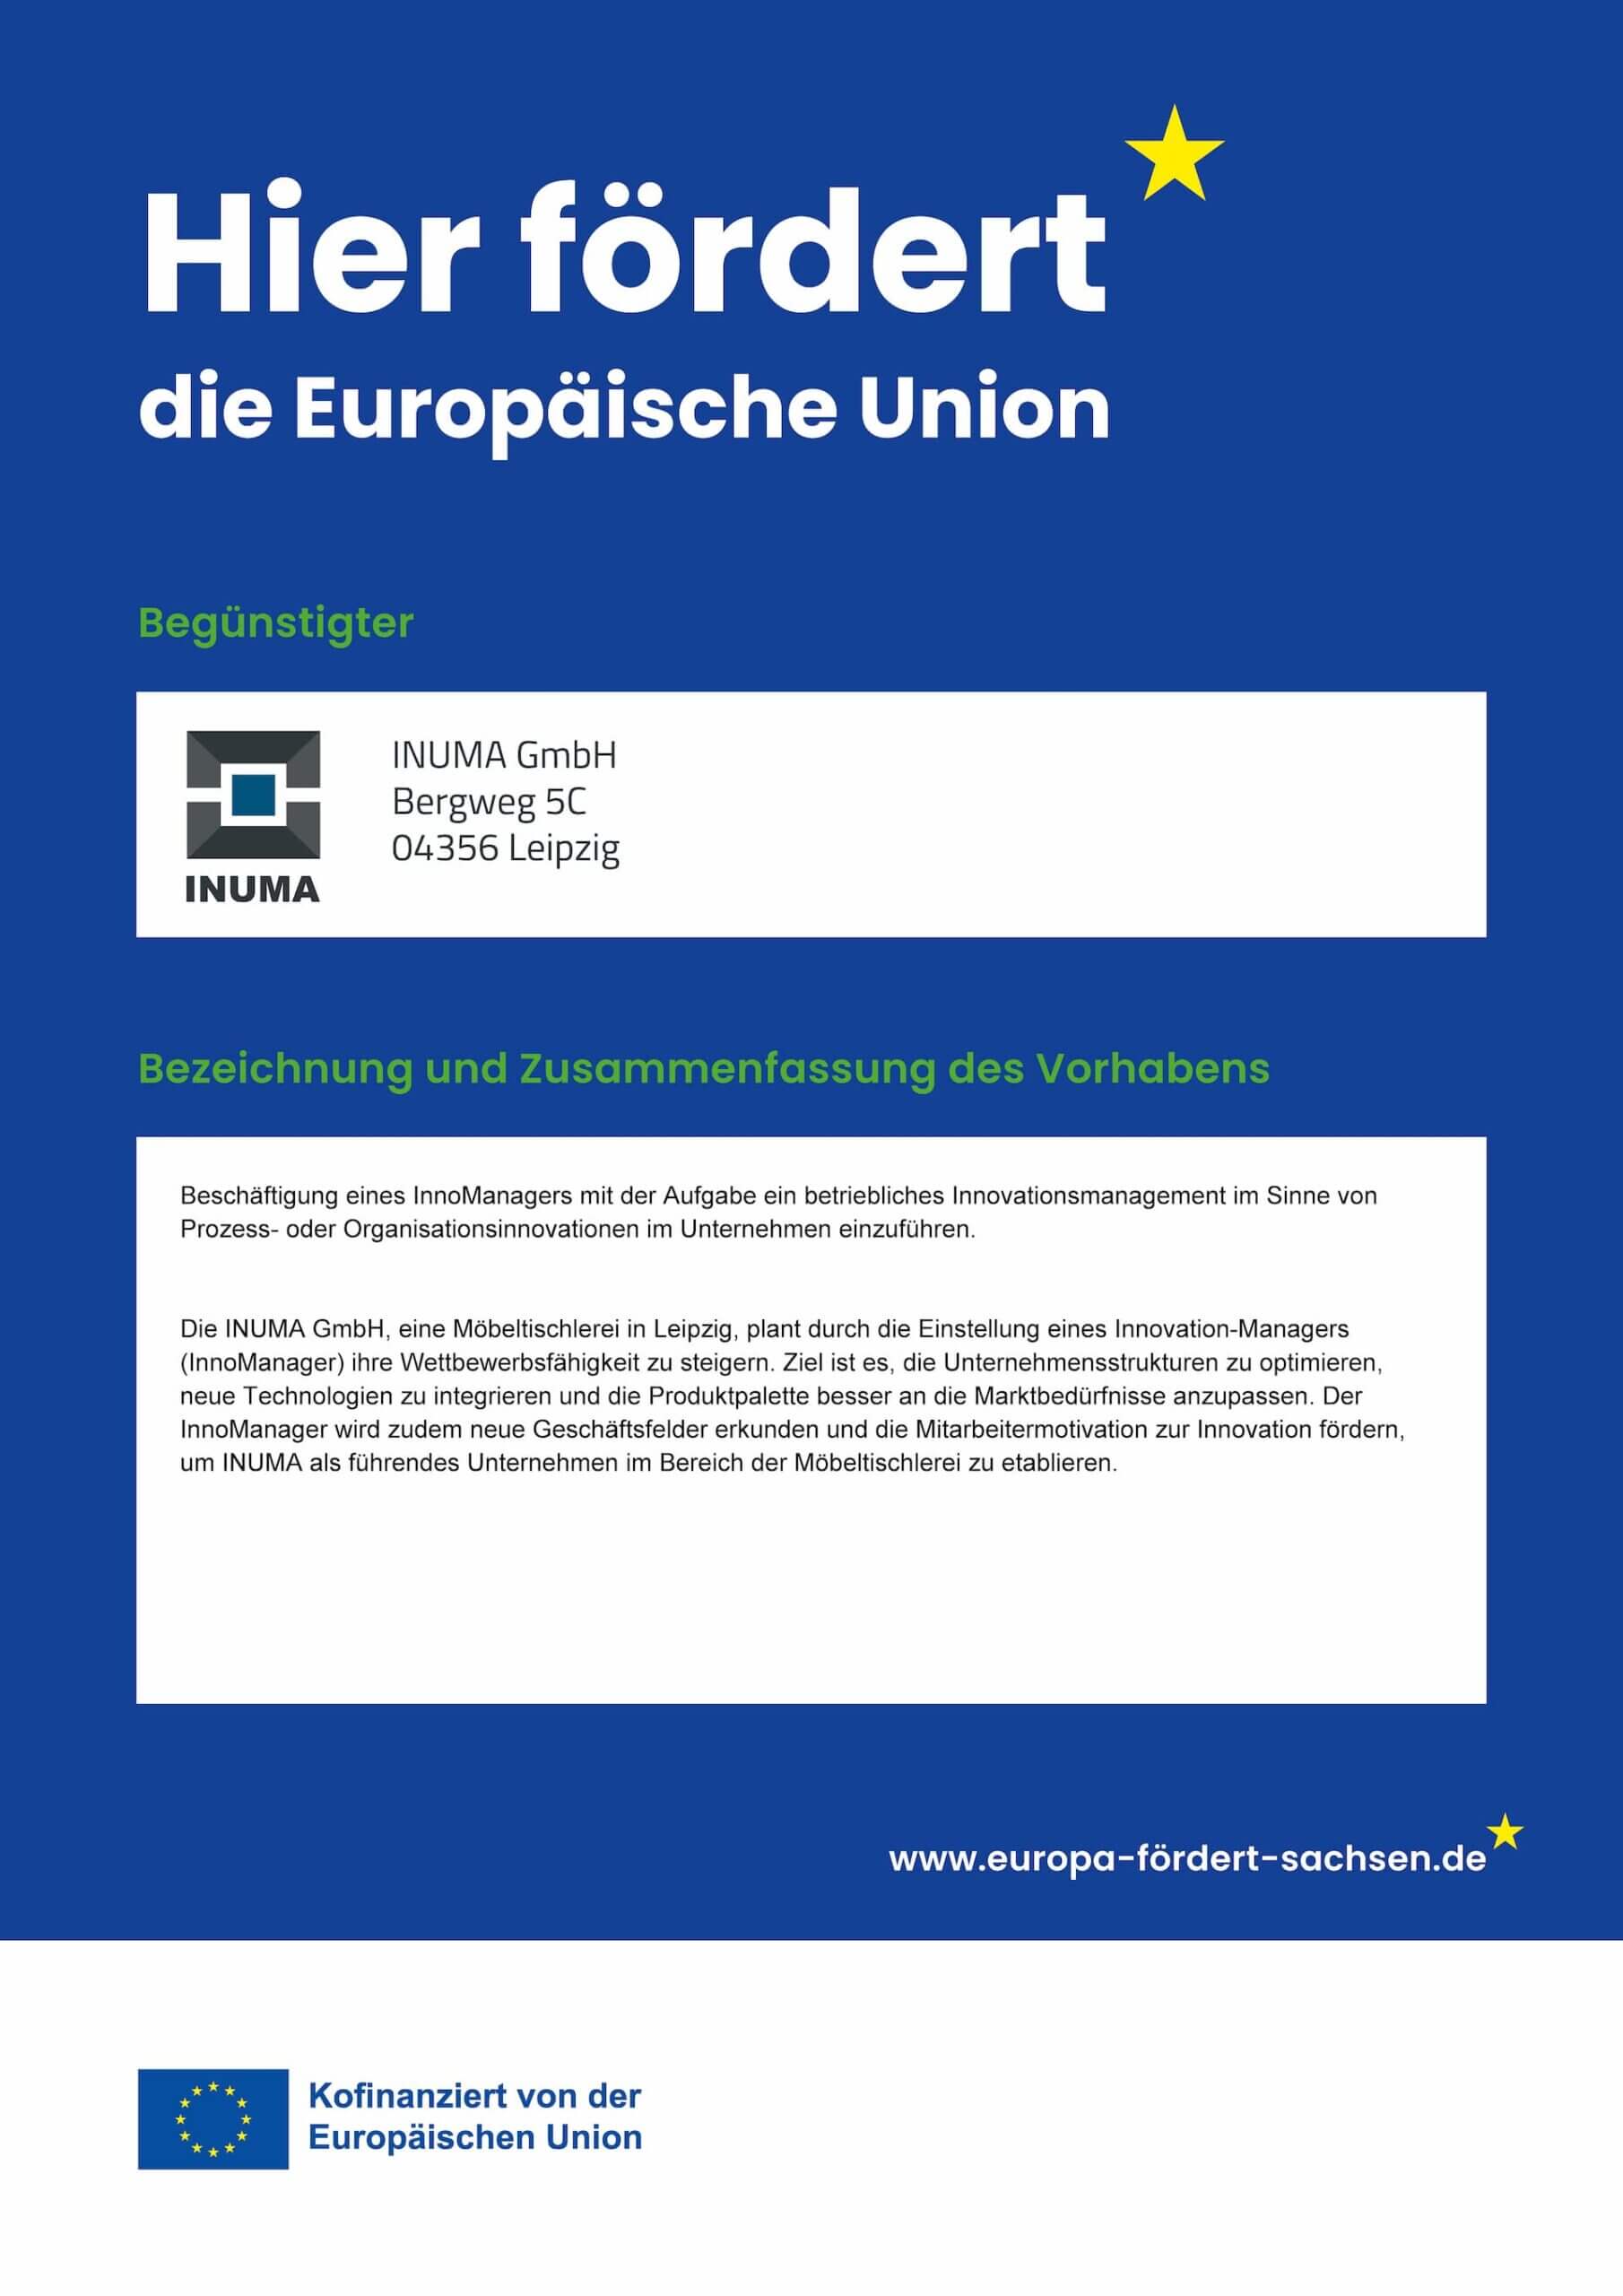 Hier fördert
die Europäische Union
Begünstigter
INUMA
INUMA GmbH
Bergweg 5C
04356 Leipzig
Bezeichnung und Zusammenfassung des Vorhabens
Beschäftigung eines InnoManagers mit der Aufgabe ein betriebliches Innovationsmanagement im Sinne von
Prozess- oder Organisationsinnovationen im Unternehmen einzuführen.
Die INUMA GmbH, eine Möbeltischlerei in Leipzig, plant durch die Einstellung eines Innovation-Managers
(InnoManager) ihre Wettbewerbsfähigkeit zu steigern. Ziel ist es, die Unternehmensstrukturen zu optimieren,
neue Technologien zu integrieren und die Produktpalette besser an die Marktbedürfnisse anzupassen. Der
InnoManager wird zudem neue Geschäftsfelder erkunden und die Mitarbeitermotivation zur Innovation fördern,
um INUMA als führendes Unternehmen im Bereich der Möbeltischlerei zu etablieren.
www.europa-fördert-sachsen.de
Kofinanziert von der
Europäischen Union